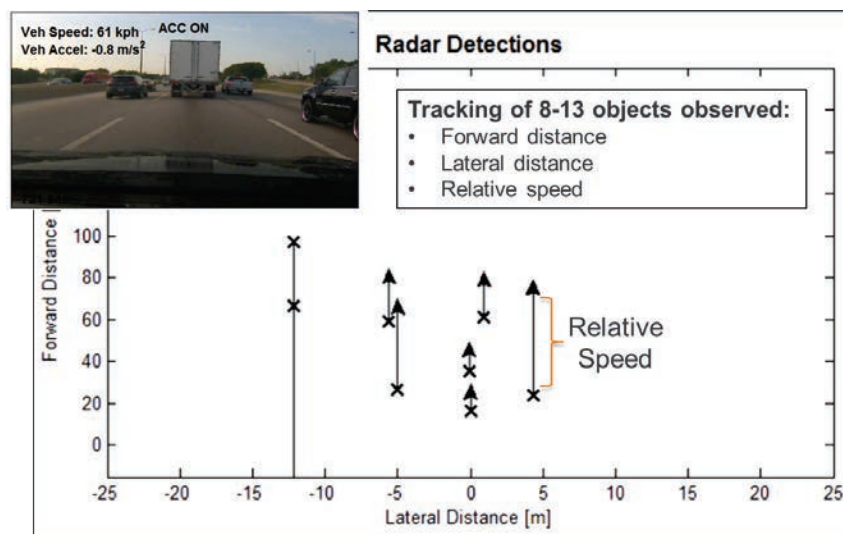 Veh Speed: 61 kph
ACC ON
Veh Accel: -0.8 m/s²
Radar Detections
Tracking of 8-13 objects observed:
• Forward distance
• Lateral distance
• Relative speed
Forward Distance [
100
80
60
40
20
0
Relative
Speed
-25 -20 -15 -10 -5 0 5 10 15 20 25
Lateral Distance [m]